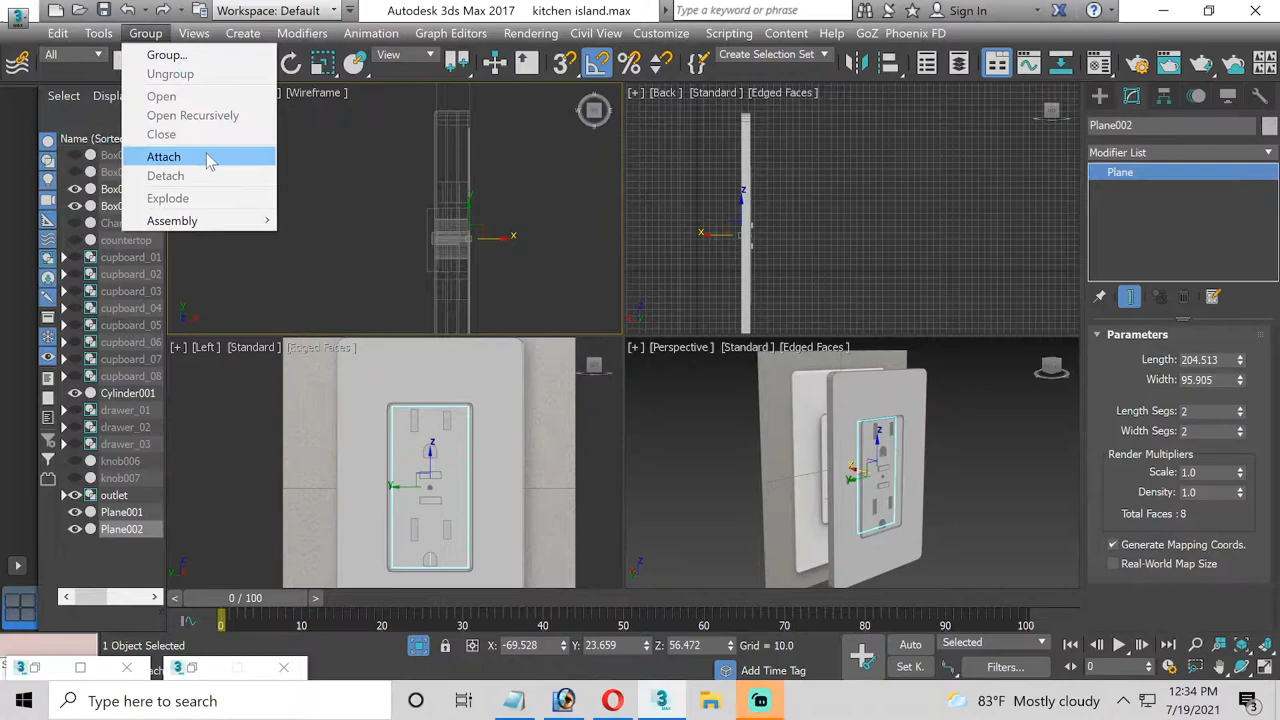 Workspace: Default
Autodesk 3ds Max 2017
kitchen island.max
Type a keyword or phrase
Sign In
Edit
Tools
Group
Views
Create
Modifiers
Animation
Graph Editors
Rendering
Civil View
Customize
Scripting
Content
Help
GoZ
Phoenix FD
All
View
Create Selection Set
Group...
Ungroup
Open
Open Recursively
Close
Attach
Detach
Explode
Assembly
Select
Name (Sorted
countertop
cupboard_01
cupboard_02
cupboard_03
cupboard_04
cupboard_05
cupboard_06
cupboard_07
cupboard_08
Cylinder001
drawer_01
drawer_02
drawer_03
knob006
knob007
outlet
Plane001
Plane002
[Wireframe ]
[+] [Back ] [Standard ] [Edged Faces ]
[+] [Left ] [Standard ] [Edged Faces ]
[+] [Perspective ] [Standard ] [Edged Faces ]
Plane002
Modifier List
Plane
Parameters
Length: 204.513
Width: 95.905
Length Segs: 2
Width Segs: 2
Render Multipliers
Scale: 1.0
Density: 1.0
Total Faces : 8
Generate Mapping Coords.
Real-World Map Size
0 / 100
0 10 20 30 40 50 60 70 80 90 100
1 Object Selected
X: -69.528
Y: 23.659
Z: 56.472
Grid = 10.0
Add Time Tag
Auto
Selected
Set K.
Filters...
0
Type here to search
83°F Mostly cloudy
12:34 PM
7/19/2021
3